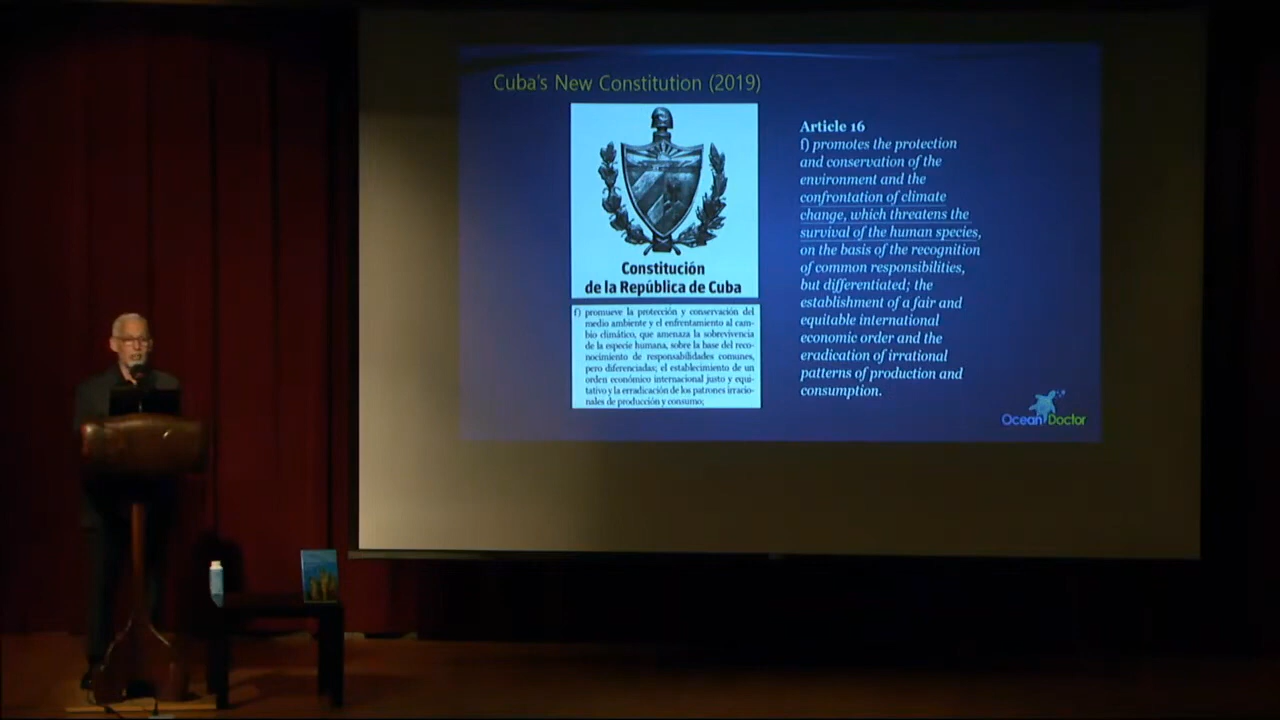 Cuba's New Constitution (2019)
Constitución
de la República de Cuba
f) promueve la protección y conservación del
medio ambiente y el enfrentamiento al cam-
bio climático, que amenaza la sobrevivencia
de la especie humana, sobre la base del reco-
nocimiento de responsabilidades comunes,
pero diferenciadas; el establecimiento de un
orden económico internacional justo y equi-
tativo y la erradicación de los patrones irracio-
nales de producción y consumo;
Article 16
f) promotes the protection
and conservation of the
environment and the
confrontation of climate
change, which threatens the
survival of the human species,
on the basis of the recognition
of common responsibilities,
but differentiated; the
establishment of a fair and
equitable international
economic order and the
eradication of irrational
patterns of production and
consumption.
Ocean Doctor